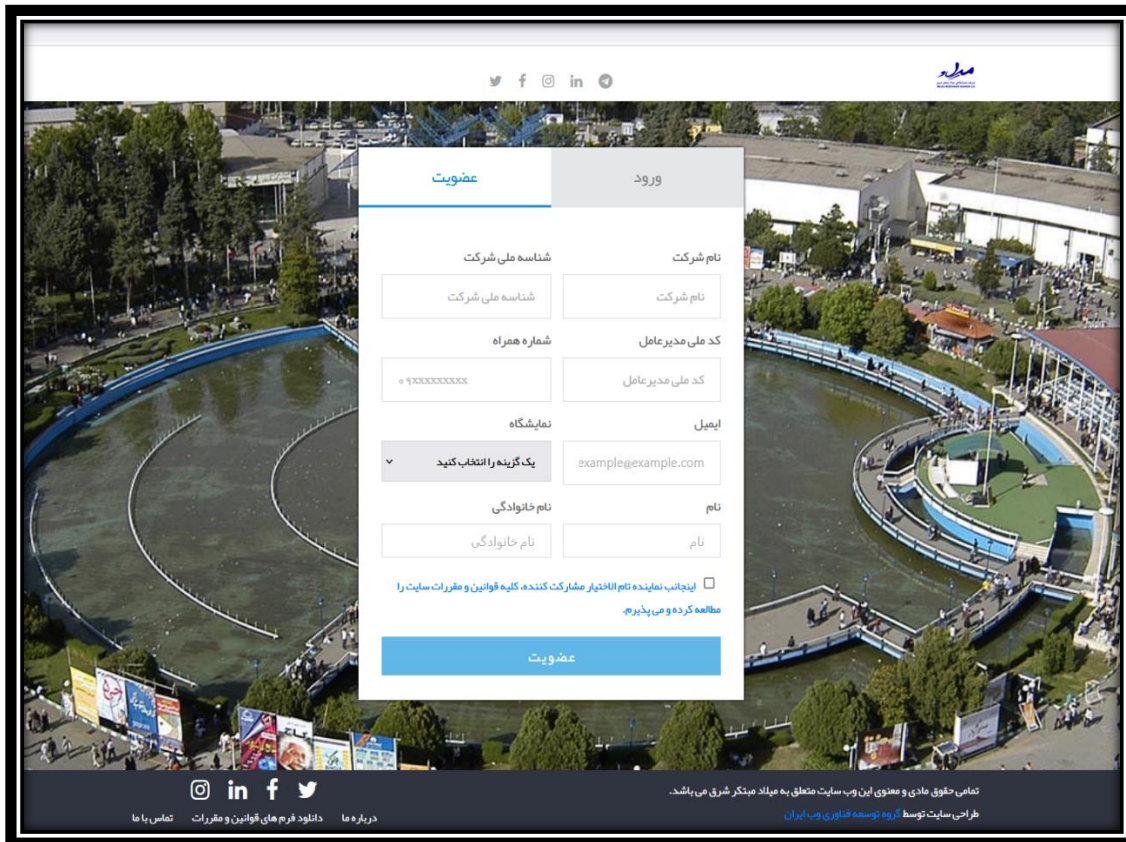 ورود
عضویت
نام شرکت
شناسه ملی شرکت
نام شرکت
شناسه ملی شرکت
کد ملی مدیرعامل
شماره همراه
کد ملی مدیرعامل
۰۹xxxxxxxxx
ایمیل
نمایشگاه
example@example.com
یک گزینه را انتخاب کنید
نام
نام خانوادگی
نام
نام خانوادگی
اینجانب نماینده تام الاختیار مشارکت کننده، کلیه قوانین و مقررات سایت را
مطالعه کرده و می پذیرم.
عضویت
تمامی حقوق مادی و معنوی این وب سایت متعلق به میلاد مبتکر شرق می باشد.
طراحی سایت توسط گروه توسعه فناوری وب ایران
درباره ما
دانلود فرم های قوانین و مقررات
تماس با ما